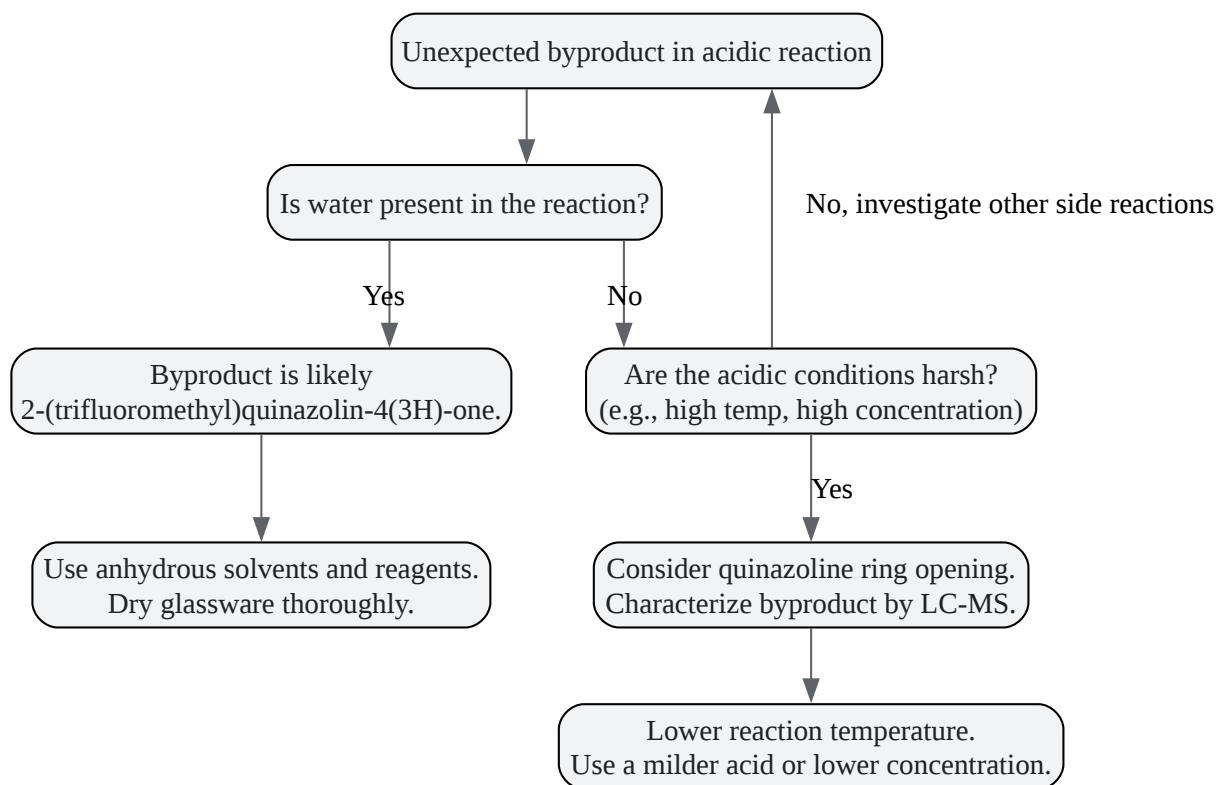 Unexpected byproduct in acidic reaction
Is water present in the reaction?
No, investigate other side reactions
Yes
No
Byproduct is likely
2-(trifluoromethyl)quinazolin-4(3H)-one.
Are the acidic conditions harsh?
(e.g., high temp, high concentration)
Yes
Use anhydrous solvents and reagents.
Dry glassware thoroughly.
Consider quinazoline ring opening.
Characterize byproduct by LC-MS.
Lower reaction temperature.
Use a milder acid or lower concentration.